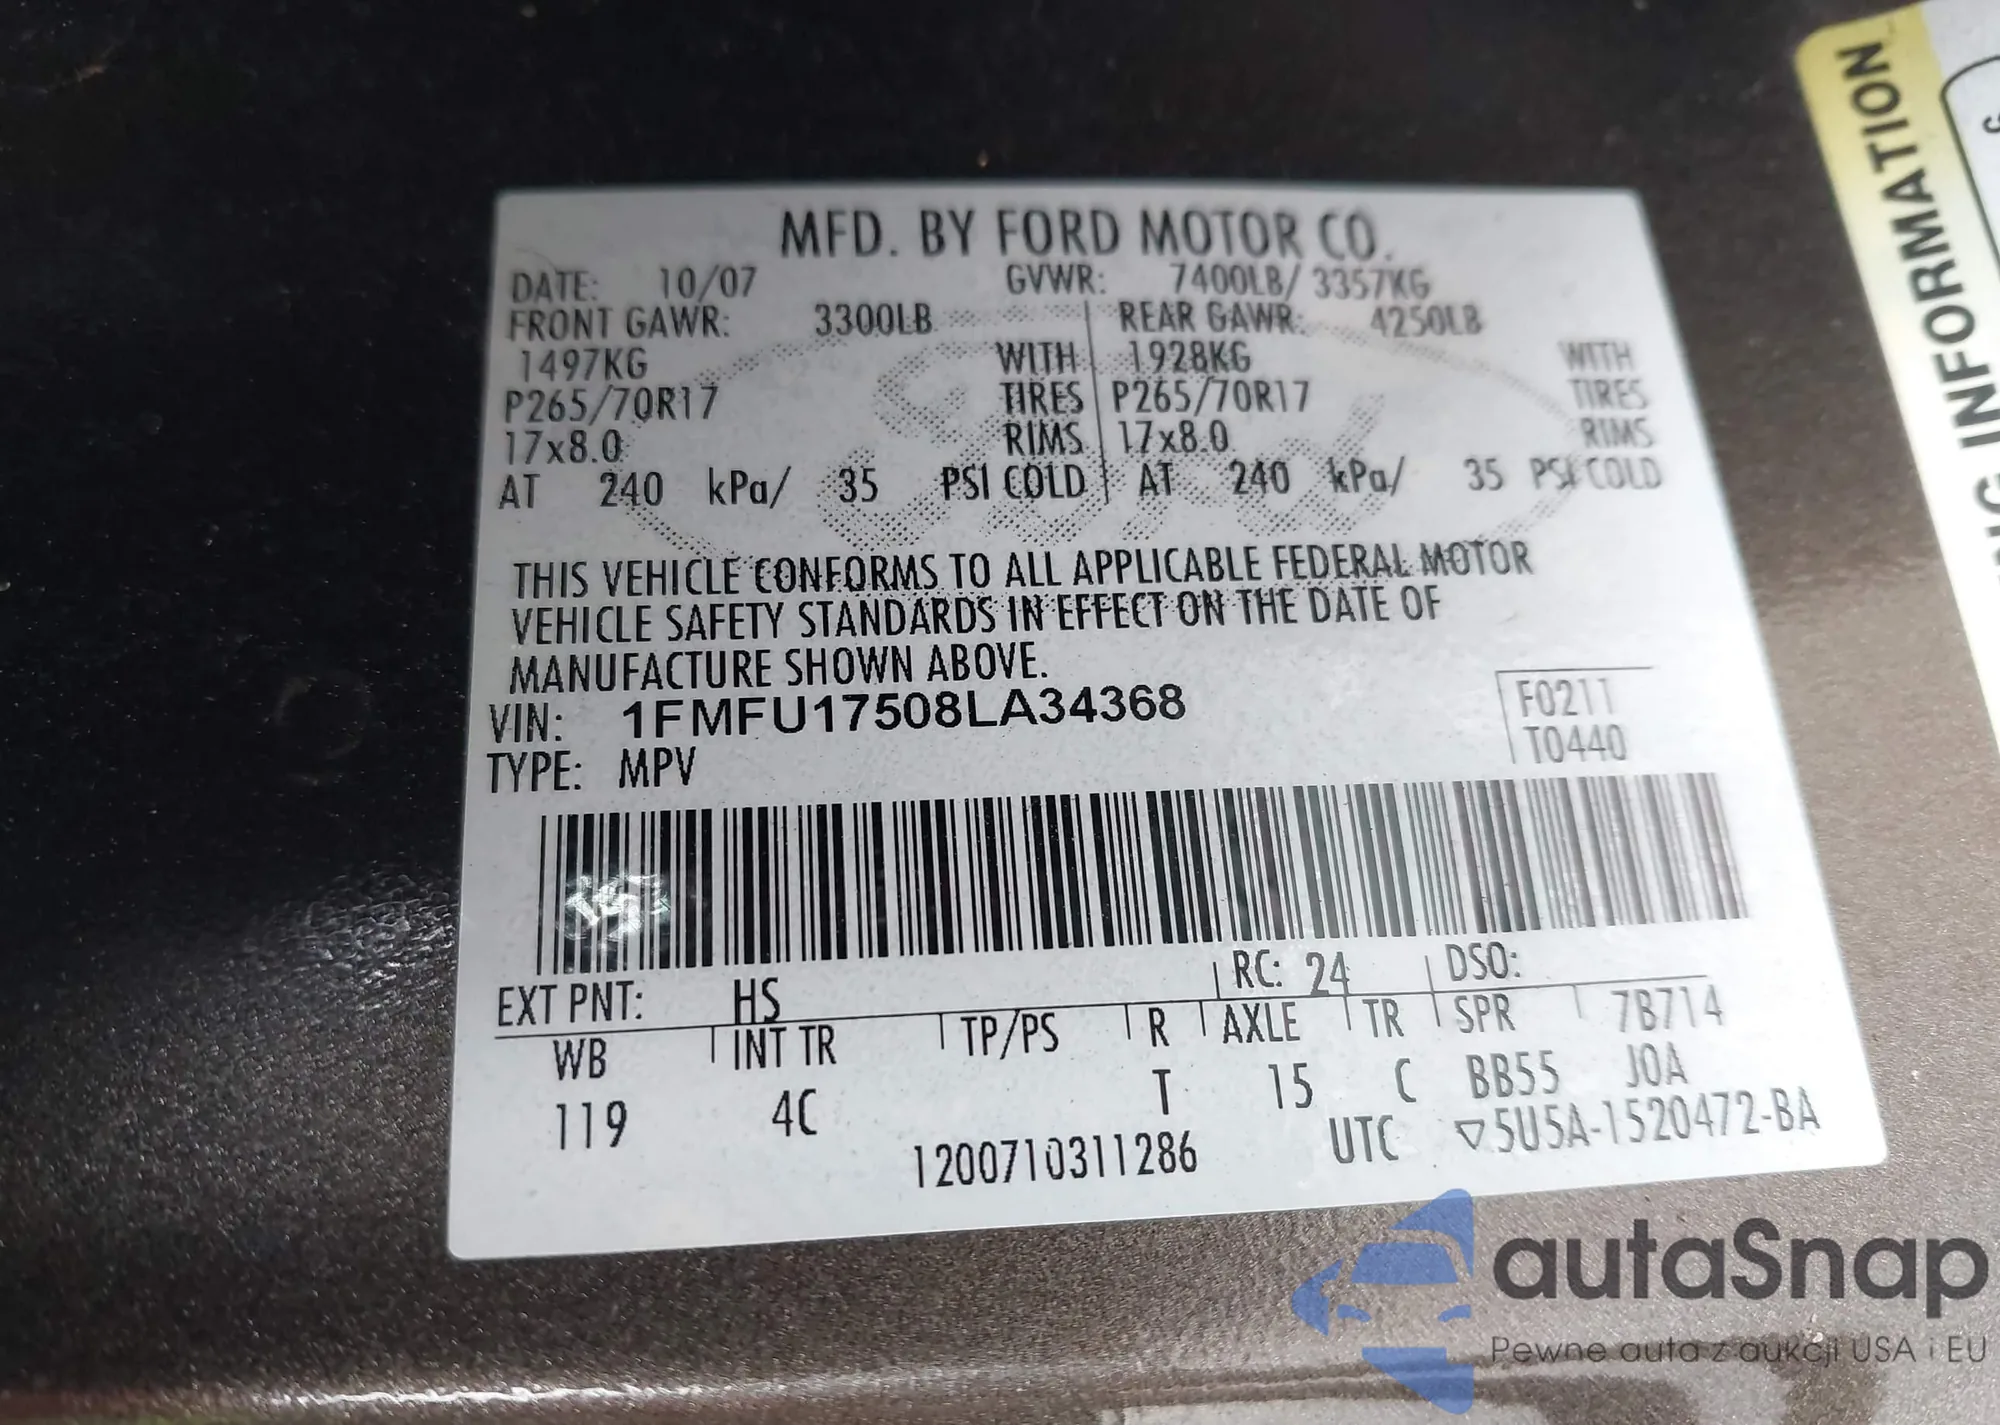 MFD. BY FORD MOTOR CO.
DATE: 10/07 GVWR: 7400LB/ 3357KG
FRONT GAWR: 3300LB REAR GAWR: 4250LB
1497KG WITH 1928KG WITH
P265/70R17 TIRES P265/70R17 TIRES
17x8.0 RIMS 17x8.0 RIMS
AT 240 kPa/ 35 PSI COLD AT 240 kPa/ 35 PSI COLD
THIS VEHICLE CONFORMS TO ALL APPLICABLE FEDERAL MOTOR
VEHICLE SAFETY STANDARDS IN EFFECT ON THE DATE OF
MANUFACTURE SHOWN ABOVE.
VIN: 1FMFU17508LA34368 F0211
TYPE: MPV T0440
EXT PNT: HS RC: 24 DSO:
WB INT TR TP/PS R AXLE TR SPR 7B714
119 4C T 15 C BB55 JOA
1200710311286 UTC ▽5U5A-1520472-BA
INFORMATION
autaSnap
Pewne auta z aukcji USA i EU